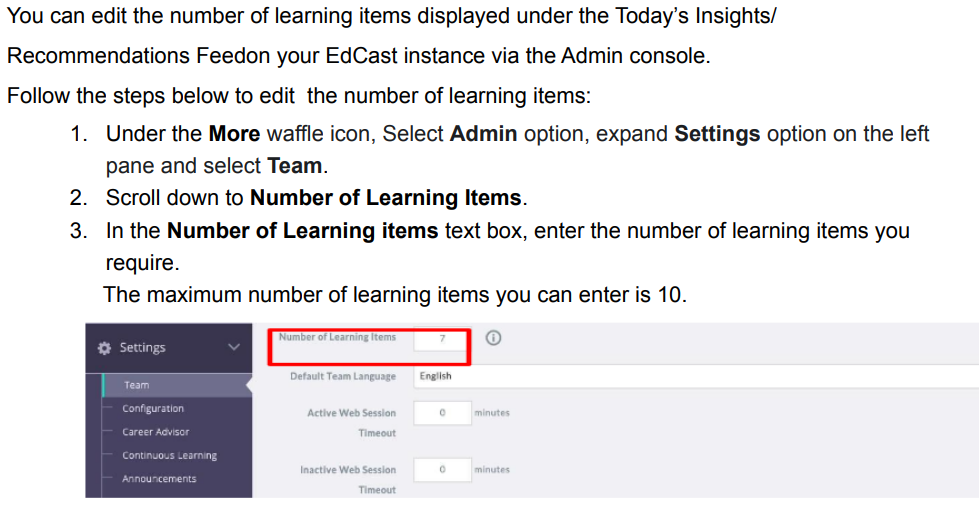 You can edit the number of learning items displayed under the Today's Insights/
Recommendations Feedon your EdCast instance via the Admin console.
Follow the steps below to edit  the number of learning items:
1. Under the More waffle icon, Select Admin option, expand Settings option on the left
pane and select Team.
2. Scroll down to Number of Learning Items.
3. In the Number of Learning items text box, enter the number of learning items you
require.
The maximum number of learning items you can enter is 10.
Settings
Team
Configuration
Career Advisor
Continuous Learning
Announcements
Number of Learning Items 7
Default Team Language English
Active Web Session 0 minutes
Timeout
Inactive Web Session 0 minutes
Timeout